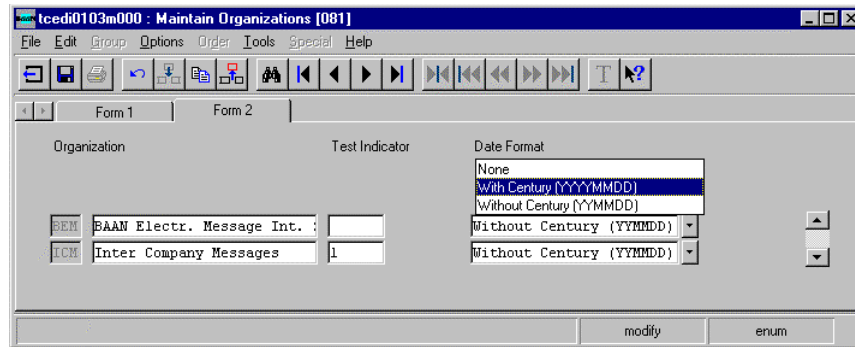 BaaN tcedi0103m000 : Maintain Organizations [081]
File Edit Group Options Order Tools Special Help
T ?
Form 1 Form 2
Organization Test Indicator Date Format
None
With Century (YYYYMMDD)
Without Century (YYMMDD)
BEM BAAN Electr. Message Int. : Without Century (YYMMDD)
ICM Inter Company Messages 1 Without Century (YYMMDD)
modify enum